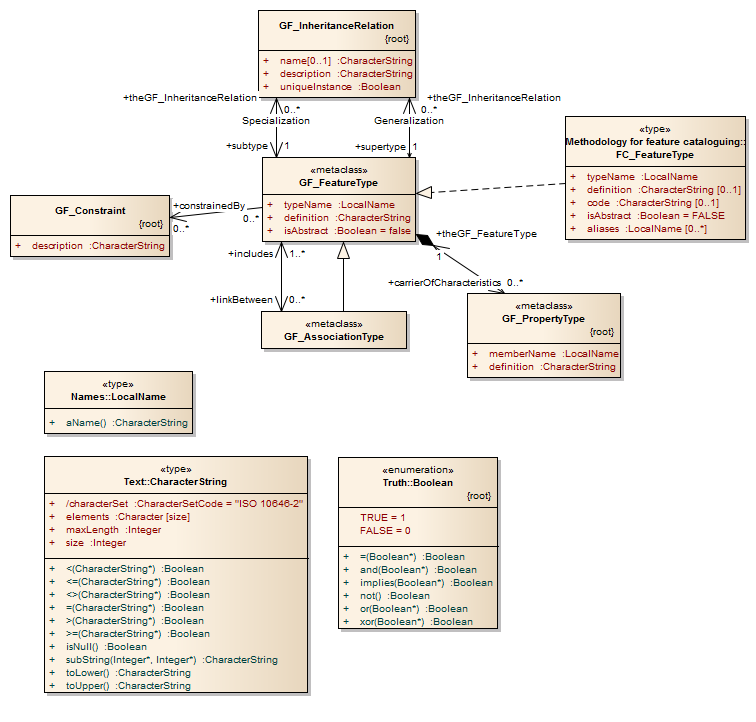 GF_InheritanceRelation
{root}
+ name[0..1] :CharacterString
+ description :CharacterString
+ uniqueInstance :Boolean
+theGF_InheritanceRelation
0..*
Specialization
+subtype
1
+theGF_InheritanceRelation
0..*
Generalization
+supertype
1
«metaclass»
GF_FeatureType
+ typeName :LocalName
+ definition :CharacterString
+ isAbstract :Boolean = false
«type»
Methodology for feature cataloguing::
FC_FeatureType
+ typeName :LocalName
+ definition :CharacterString [0..1]
+ code :CharacterString [0..1]
+ isAbstract :Boolean = FALSE
+ aliases :LocalName [0..*]
GF_Constraint
{root}
+ description :CharacterString
+constrainedBy
0..*
0..*
+includes
1..*
+linkBetween
0..*
+theGF_FeatureType
1
+carrierOfCharacteristics
0..*
«metaclass»
GF_AssociationType
«metaclass»
GF_PropertyType
{root}
+ memberName :LocalName
+ definition :CharacterString
«type»
Names::LocalName
+ aName() :CharacterString
«type»
Text::CharacterString
+ /characterSet :CharacterSetCode = "ISO 10646-2"
+ elements :Character [size]
+ maxLength :Integer
+ size :Integer
+ <(CharacterString*) :Boolean
+ <=(CharacterString*) :Boolean
+ <>(CharacterString*) :Boolean
+ =(CharacterString*) :Boolean
+ >(CharacterString*) :Boolean
+ >=(CharacterString*) :Boolean
+ isNull() :Boolean
+ subString(Integer*, Integer*) :CharacterString
+ toLower() :CharacterString
+ toUpper() :CharacterString
«enumeration»
Truth::Boolean
{root}
TRUE = 1
FALSE = 0
+ =(Boolean*) :Boolean
+ and(Boolean*) :Boolean
+ implies(Boolean*) :Boolean
+ not() :Boolean
+ or(Boolean*) :Boolean
+ xor(Boolean*) :Boolean